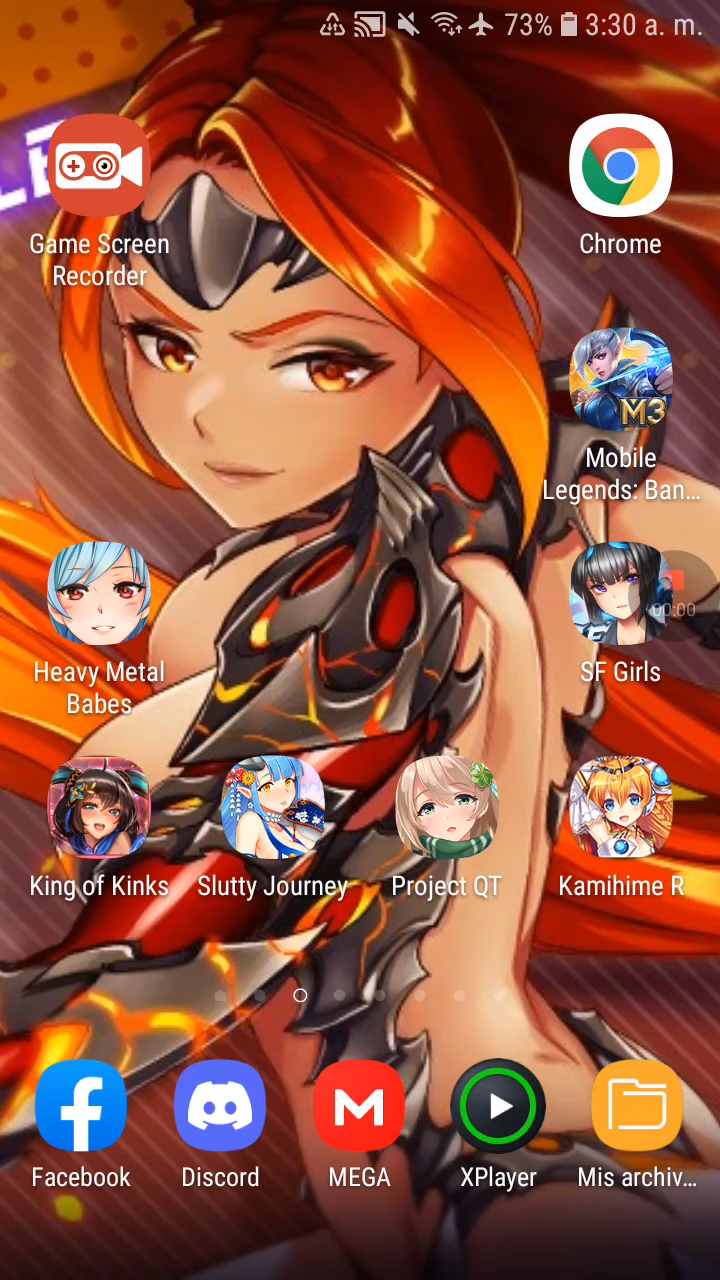 73% 3:30 a. m.
Game Screen
Recorder
Chrome
M3
Mobile
Legends: Ban…
00:00
Heavy Metal
Babes
SF Girls
King of Kinks
Slutty Journey
Project QT
Kamihime R
Facebook
Discord
MEGA
XPlayer
Mis archiv…